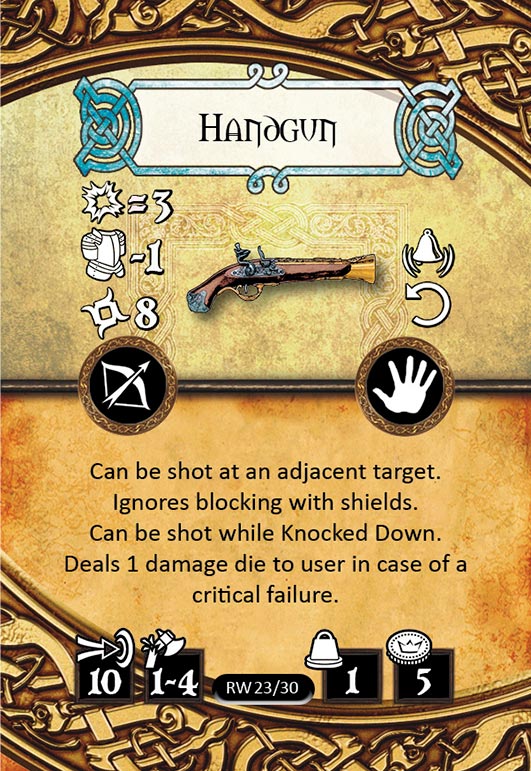 Handgun
=3
-1
8
Can be shot at an adjacent target.
Ignores blocking with shields.
Can be shot while Knocked Down.
Deals 1 damage die to user in case of a
critical failure.
10 1-4 RW 23/30 1 5